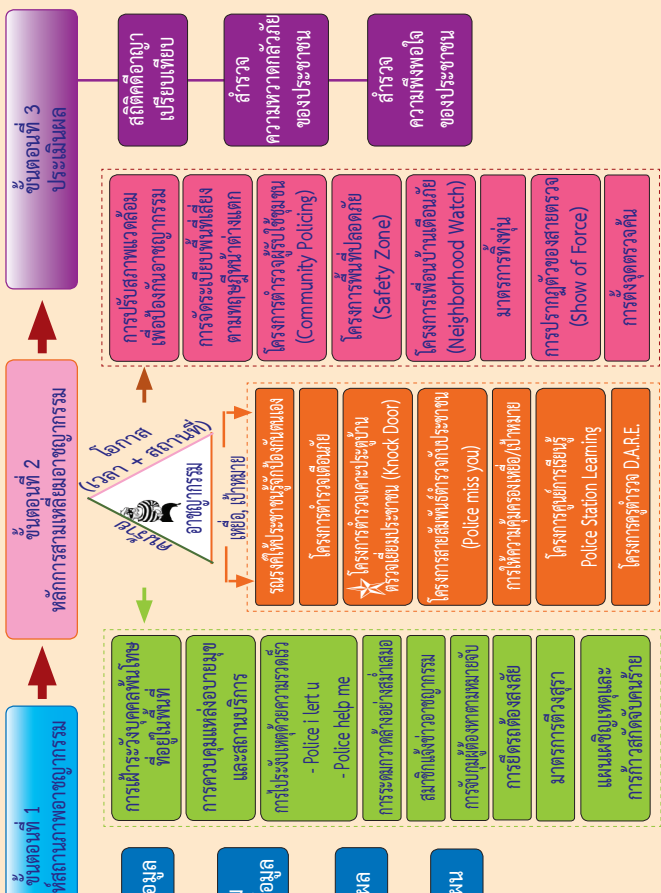 ขั้นตอนที่ 1
ห์สถานภาพอาชญากรรม
ขั้นตอนที่ 2
หลักการสามเหลี่ยมอาชญากรรม
ขั้นตอนที่ 3
ประเมินผล
อมูล
น
อมูล
ผล
ผน
การเฝ้าระวังบุคคลพ้นโทษ
ที่อยู่ในพื้นที่
การควบคุมแหล่งอบายมุข
และสถานบริการ
การไประงับเหตุด้วยความรวดเร็ว
- Police i lert u
- Police help me
การระดมกวาดล้างอย่างสม่ำเสมอ
สมาชิกแจ้งข่าวอาชญากรรม
การจับกุมผู้ต้องหาตามหมายจับ
การยึดรถต้องสงสัย
มาตรการตีวงสุรา
แผนเผชิญเหตุและ
การก้าวสกัดจับคนร้าย
คนร้าย
โอกาส
(เวลา + สถานที่)
อาชญากรรม
เหยื่อ, เป้าหมาย
รณรงค์ให้ประชาชนรู้จักป้องกันตนเอง
โครงการตำรวจเตือนภัย
โครงการตำรวจเคาะประตูบ้าน
ตรวจเยี่ยมประชาชน (Knock Door)
โครงการสายสัมพันธ์ตำรวจกับประชาชน
(Police miss you)
การให้ความคุ้มครองเหยื่อ/เป้าหมาย
โครงการศูนย์การเรียนรู้
Police Station Learning
โครงการครูตำรวจ D.A.R.E.
การปรับสภาพแวดล้อม
เพื่อป้องกันอาชญากรรม
การจัดระเบียบพื้นที่เสี่ยง
ตามทฤษฎีหน้าต่างแตก
โครงการตำรวจผู้รับใช้ชุมชน
(Community Policing)
โครงการพื้นที่ปลอดภัย
(Safety Zone)
โครงการเพื่อนบ้านเตือนภัย
(Neighborhood Watch)
มาตรการทิ้งทุ่น
การปรากฏตัวของสายตรวจ
(Show of Force)
การตั้งจุดตรวจค้น
สถิติคดีอาญา
เปรียบเทียบ
สำรวจ
ความหวาดกลัวภัย
ของประชาชน
สำรวจ
ความพึงพอใจ
ของประชาชน